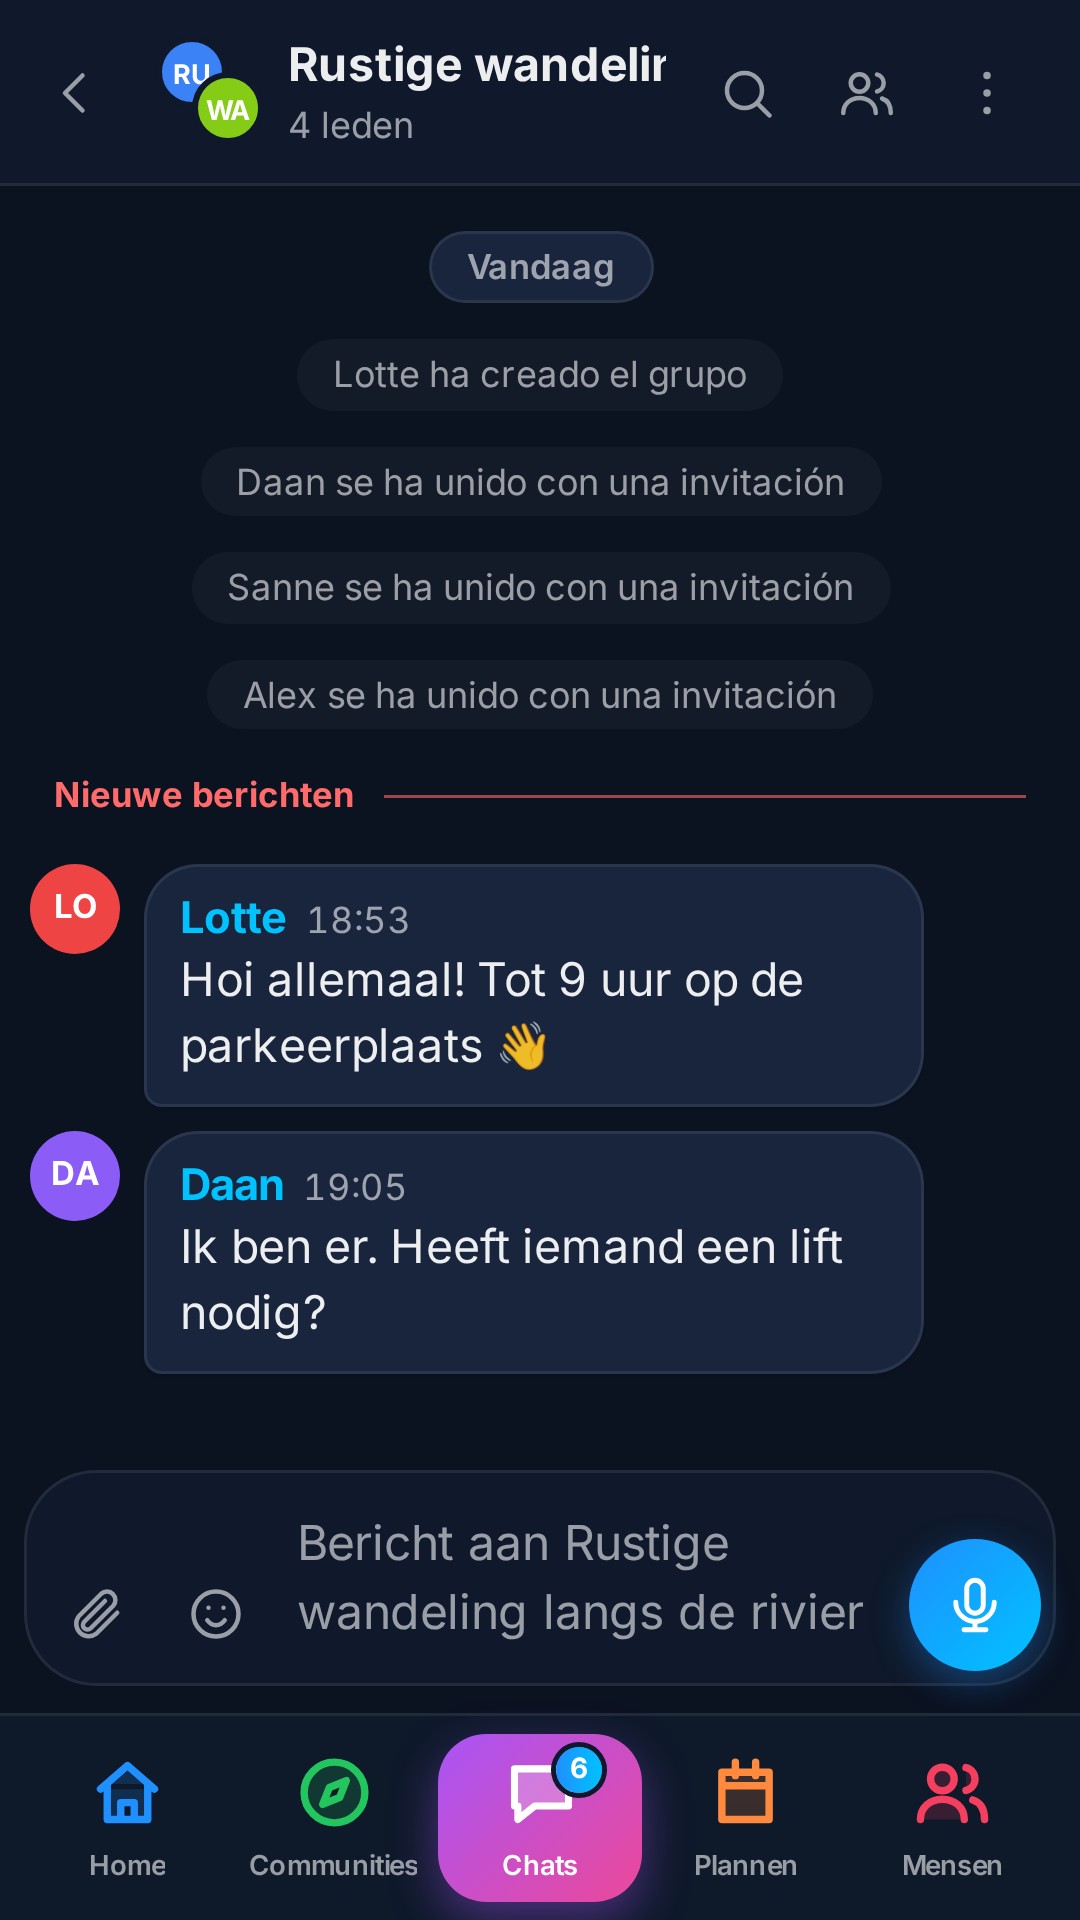 RU
WA
Rustige wandelin
4 leden
Vandaag
Lotte ha creado el grupo
Daan se ha unido con una invitación
Sanne se ha unido con una invitación
Alex se ha unido con una invitación
Nieuwe berichten
LO
Lotte 18:53
Hoi allemaal! Tot 9 uur op de
parkeerplaats 👋
DA
Daan 19:05
Ik ben er. Heeft iemand een lift
nodig?
Bericht aan Rustige
wandeling langs de rivier
6
Home
Communities
Chats
Plannen
Mensen